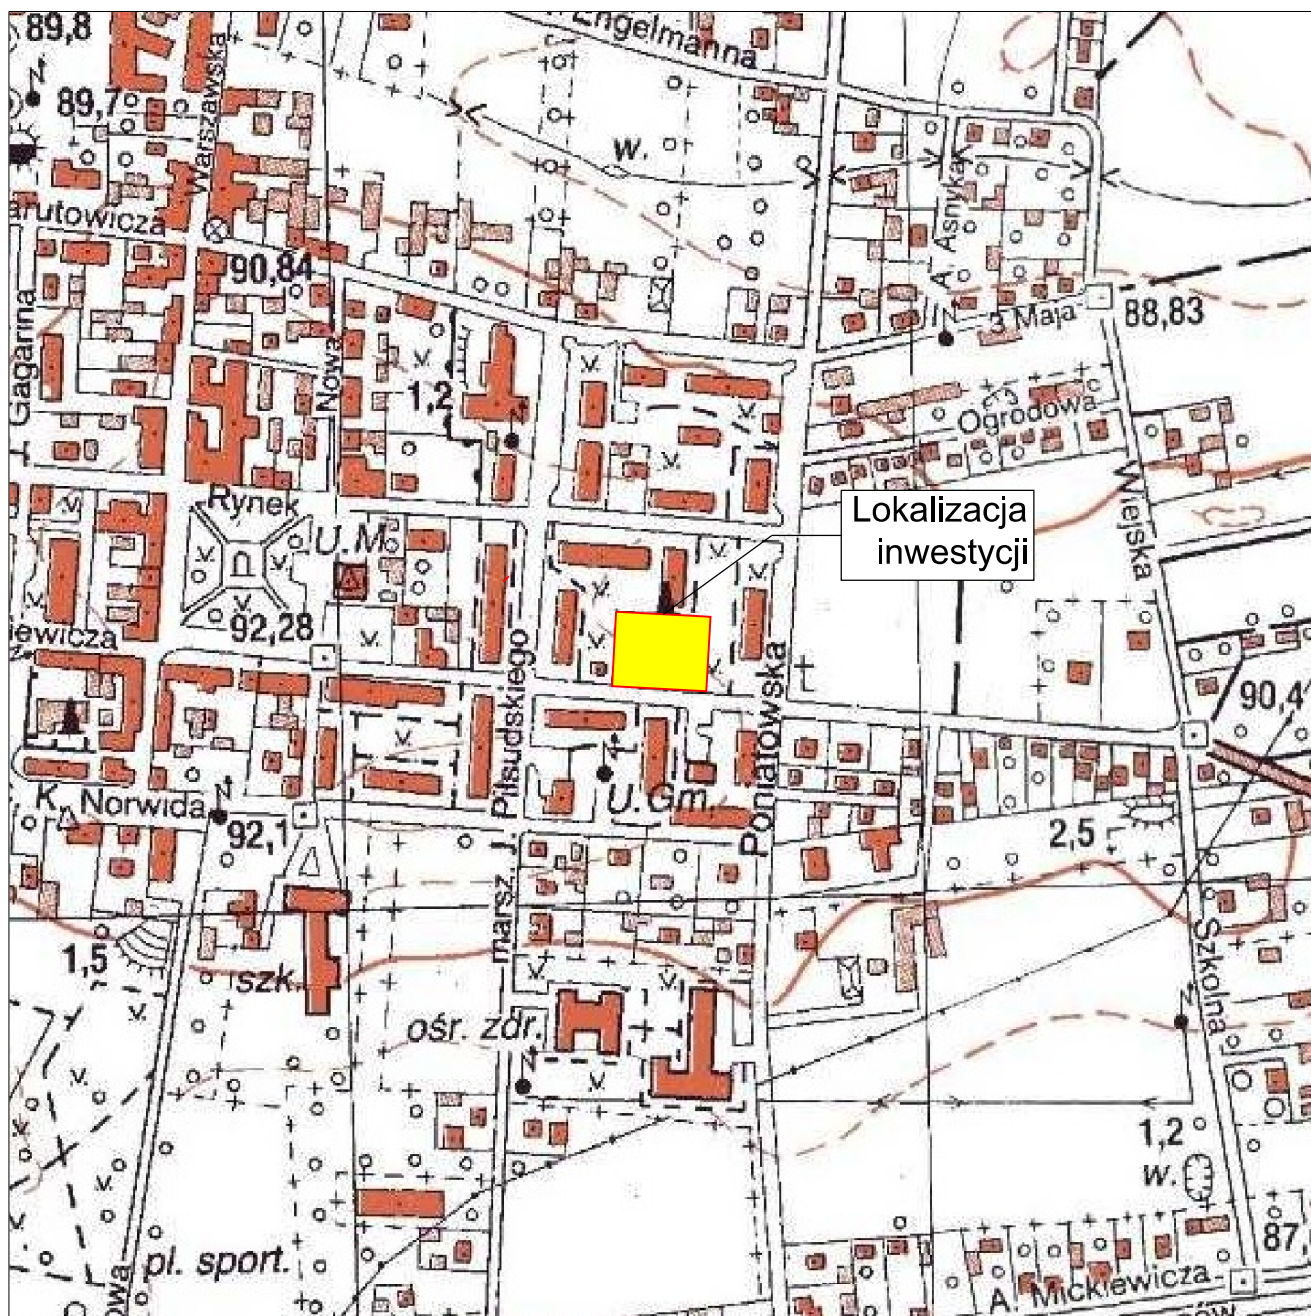 89,8
Engelmanna
89,7
Warszawska
w.
Asnyka
A.
arutowicza
90,84
88,83
3 Maja
Gagarina
Nowa
1,2
Ogrodowa
Rynek
Lokalizacja
inwestycji
Wiejska
U.M.
92,28
iewicza
Piłsudskiego
Poniatowska
90,4
K.
Norwida
J.
U.Gm.
92,1
2,5
marsz.
1,5
szk.
Szkolna
ośr. zdr.
1,2
w.
pl. sport.
owa
87,
A. Mickiewicza